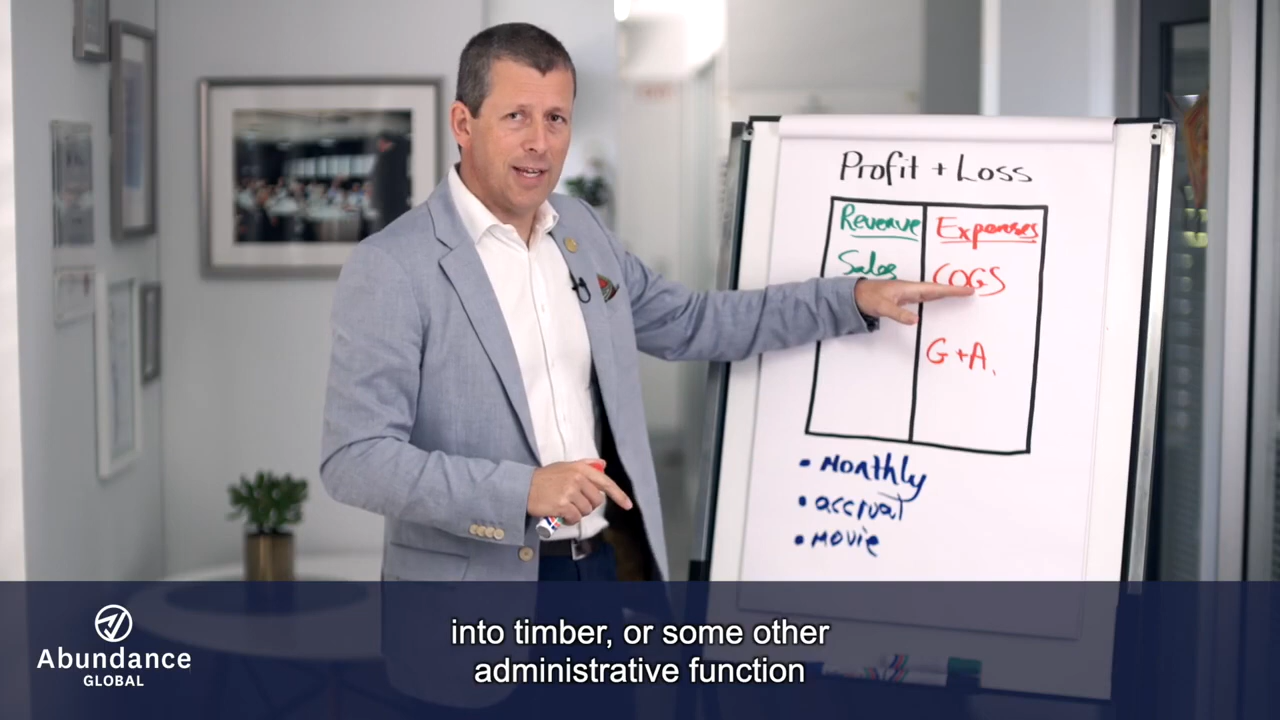 Profit + Loss
Revenue Expenses
Sales COGS
G+A.
• Monthly
• accrual
• Movie
Abundance
GLOBAL
into timber, or some other
administrative function